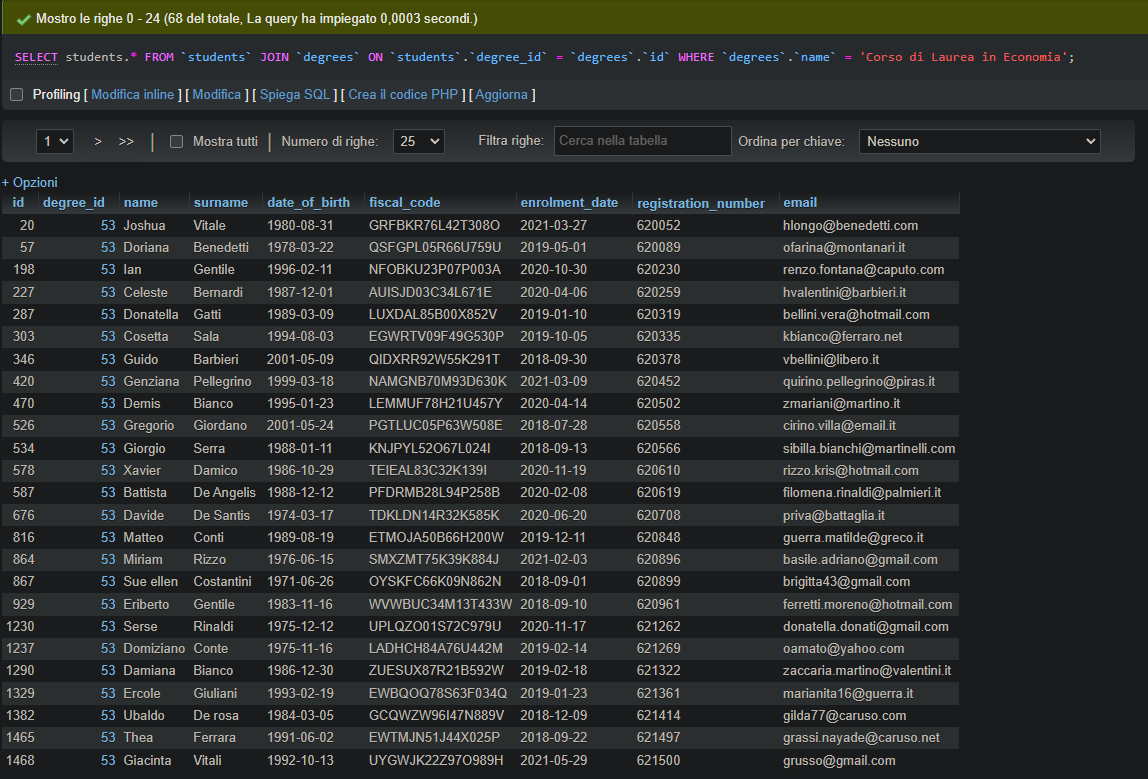 Mostro le righe 0 - 24 (68 del totale, La query ha impiegato 0,0003 secondi.)
SELECT students.* FROM `students` JOIN `degrees` ON `students`.`degree_id` = `degrees`.`id` WHERE `degrees`.`name` = 'Corso di Laurea in Economia';
Profiling [ Modifica inline ] [ Modifica ] [ Spiega SQL ] [ Crea il codice PHP ] [ Aggiorna ]
1 > >> | Mostra tutti | Numero di righe: 25 Filtra righe: Cerca nella tabella Ordina per chiave: Nessuno
+ Opzioni
id degree_id name surname date_of_birth fiscal_code enrolment_date registration_number email
20 53 Joshua Vitale 1980-08-31 GRFBKR76L42T308O 2021-03-27 620052 hlongo@benedetti.com
57 53 Doriana Benedetti 1978-03-22 QSFGPL05R66U759U 2019-05-01 620089 ofarina@montanari.it
198 53 Ian Gentile 1996-02-11 NFOBKU23P07P003A 2020-10-30 620230 renzo.fontana@caputo.com
227 53 Celeste Bernardi 1987-12-01 AUISJD03C34L671E 2020-04-06 620259 hvalentini@barbieri.it
287 53 Donatella Gatti 1989-03-09 LUXDAL85B00X852V 2019-01-10 620319 bellini.vera@hotmail.com
303 53 Cosetta Sala 1994-08-03 EGWRTV09F49G530P 2019-10-05 620335 kbianco@ferraro.net
346 53 Guido Barbieri 2001-05-09 QIDXRR92W55K291T 2018-09-30 620378 vbellini@libero.it
420 53 Genziana Pellegrino 1999-03-18 NAMGNB70M93D630K 2021-03-09 620452 quirino.pellegrino@piras.it
470 53 Demis Bianco 1995-01-23 LEMMUF78H21U457Y 2020-04-14 620502 zmariani@martino.it
526 53 Gregorio Giordano 2001-05-24 PGTLUC05P63W508E 2018-07-28 620558 cirino.villa@email.it
534 53 Giorgio Serra 1988-01-11 KNJPYL52O67L024I 2018-09-13 620566 sibilla.bianchi@martinelli.com
578 53 Xavier Damico 1986-10-29 TEIEAL83C32K139I 2020-11-19 620610 rizzo.kris@hotmail.com
587 53 Battista De Angelis 1988-12-12 PFDRMB28L94P258B 2020-02-08 620619 filomena.rinaldi@palmieri.it
676 53 Davide De Santis 1974-03-17 TDKLDN14R32K585K 2020-06-20 620708 priva@battaglia.it
816 53 Matteo Conti 1989-08-19 ETMOJA50B66H200W 2019-12-11 620848 guerra.matilde@greco.it
864 53 Miriam Rizzo 1976-06-15 SMXZMT75K39K884J 2021-02-03 620896 basile.adriano@gmail.com
867 53 Sue ellen Costantini 1971-06-26 OYSKFC66K09N862N 2018-09-01 620899 brigitta43@gmail.com
929 53 Eriberto Gentile 1983-11-16 WVWBUC34M13T433W 2018-09-10 620961 ferretti.moreno@hotmail.com
1230 53 Serse Rinaldi 1975-12-12 UPLQZO01S72C979U 2020-11-17 621262 donatella.donati@gmail.com
1237 53 Domiziano Conte 1975-11-16 LADHCH84A76U442M 2019-02-14 621269 oamato@yahoo.com
1290 53 Damiana Bianco 1986-12-30 ZUESUX87R21B592W 2019-02-18 621322 zaccaria.martino@valentini.it
1329 53 Ercole Giuliani 1993-02-19 EWBQOQ78S63F034Q 2019-01-23 621361 marianita16@guerra.it
1382 53 Ubaldo De rosa 1984-03-05 GCQWZW96I47N889V 2018-12-09 621414 gilda77@caruso.com
1465 53 Thea Ferrara 1991-06-02 EWTMJN51J44X025P 2018-09-22 621497 grassi.nayade@caruso.net
1468 53 Giacinta Vitali 1992-10-13 UYGWJK22Z97O989H 2021-05-29 621500 grusso@gmail.com